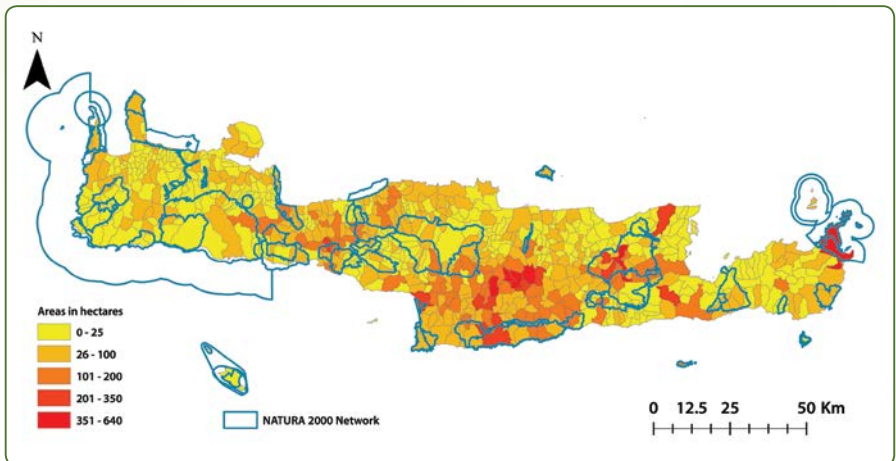 N
Areas in hectares
0 - 25
26 - 100
101 - 200
201 - 350
351 - 640
NATURA 2000 Network
0 12.5 25 50 Km